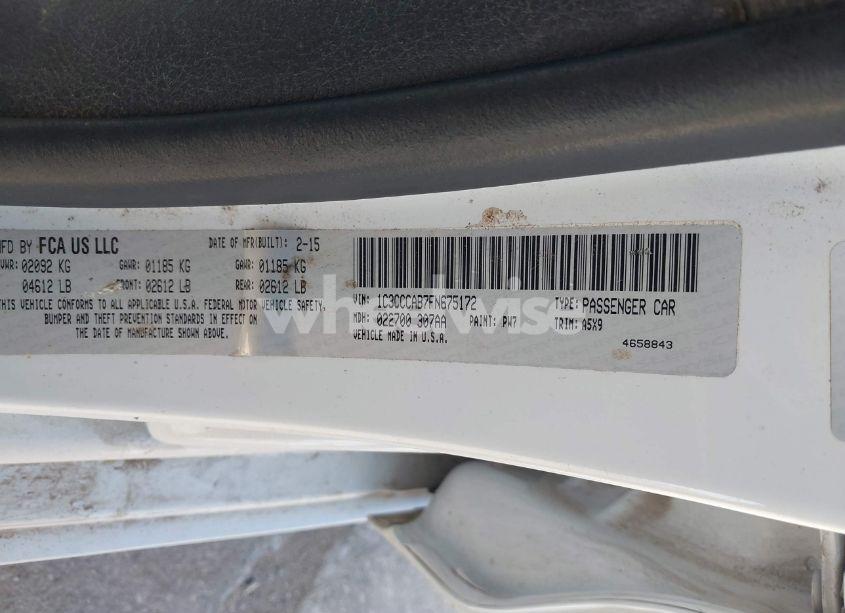 MFD BY FCA US LLC DATE OF MFR(BUILT): 2-15
GVWR: 02092 KG GAWR: 01185 KG GAWR: 01185 KG
04612 LB FRONT: 02612 LB REAR: 02612 LB
THIS VEHICLE CONFORMS TO ALL APPLICABLE U.S.A. FEDERAL MOTOR VEHICLE SAFETY,
BUMPER AND THEFT PREVENTION STANDARDS IN EFFECT ON
THE DATE OF MANUFACTURE SHOWN ABOVE.
VIN: 1C3CCCAB7FN675172 TYPE: PASSENGER CAR
MDH: 022700 307AA PAINT: PW7 TRIM: A5X9
VEHICLE MADE IN U.S.A.
4658843